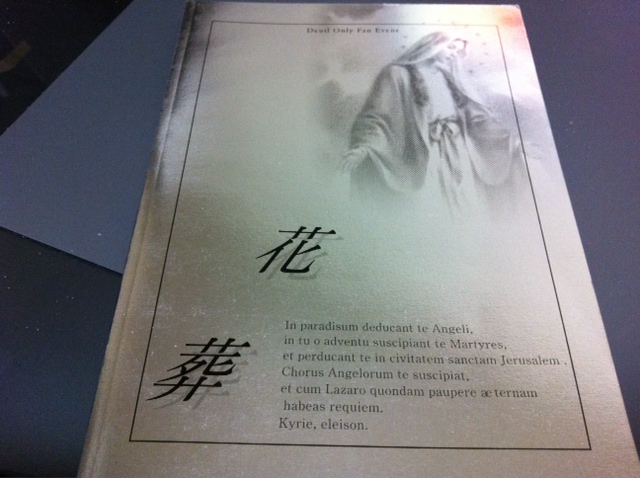 Devil Only Fan Event
花
葬
In paradisum deducant te Angeli,
in tu o adventu suscipiant te Martyres,
et perducant te in civitatem sanctam Jerusalem .
Chorus Angelorum te suscipiat,
et cum Lazaro quondam paupere æ ternam
habeas requiem.
Kyrie, eleison.